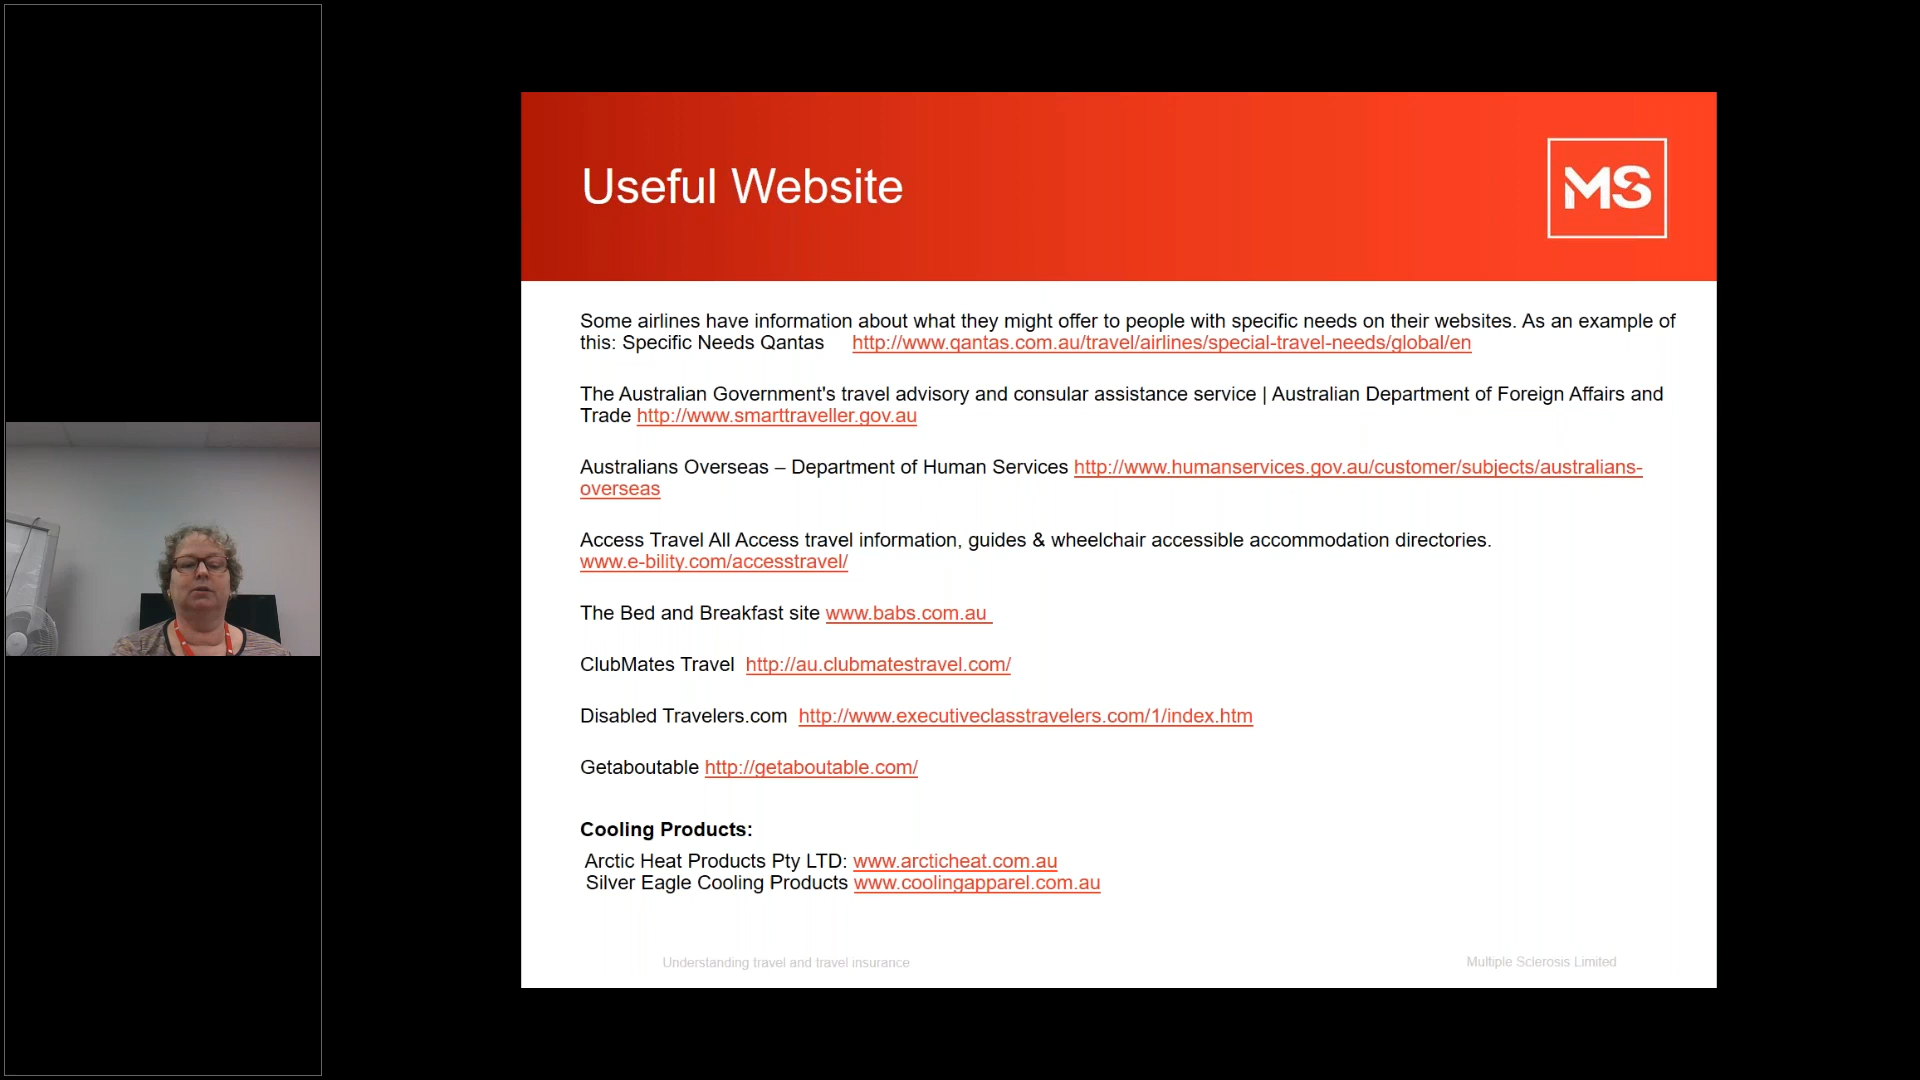 Useful Website
MS
Some airlines have information about what they might offer to people with specific needs on their websites. As an example of
this: Specific Needs Qantas http://www.qantas.com.au/travel/airlines/special-travel-needs/global/en
The Australian Government's travel advisory and consular assistance service | Australian Department of Foreign Affairs and
Trade http://www.smarttraveller.gov.au
Australians Overseas – Department of Human Services http://www.humanservices.gov.au/customer/subjects/australians-
overseas
Access Travel All Access travel information, guides & wheelchair accessible accommodation directories.
www.e-bility.com/accesstravel/
The Bed and Breakfast site www.babs.com.au
ClubMates Travel http://au.clubmatestravel.com/
Disabled Travelers.com http://www.executiveclasstravelers.com/1/index.htm
Getaboutable http://getaboutable.com/
Cooling Products:
Arctic Heat Products Pty LTD: www.arcticheat.com.au
Silver Eagle Cooling Products www.coolingapparel.com.au
Understanding travel and travel insurance
Multiple Sclerosis Limited